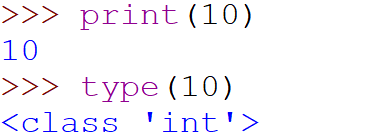 >>> print(10)
10
>>> type(10)
<class 'int'>